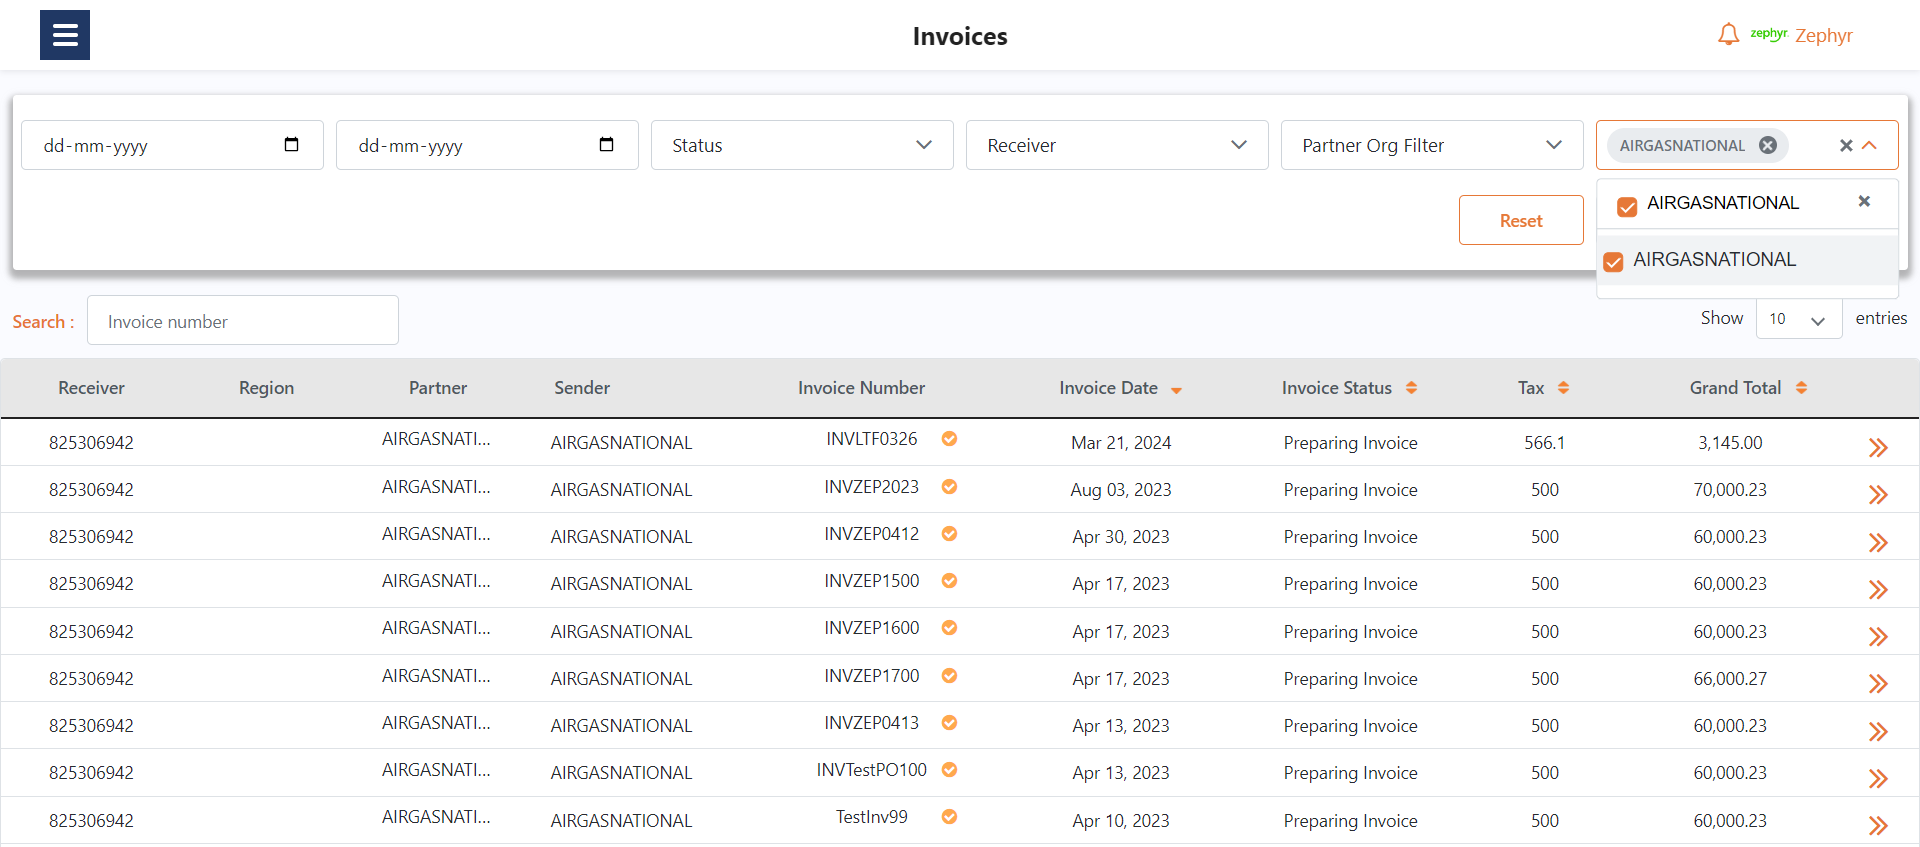 Invoices
zephyr Zephyr
dd-mm-yyyy dd-mm-yyyy Status Receiver Partner Org Filter AIRGASNATIONAL
AIRGASNATIONAL
Reset
AIRGASNATIONAL
Search : Invoice number Show 10 entries
Receiver Region Partner Sender Invoice Number Invoice Date Invoice Status Tax Grand Total
825306942 AIRGASNATI... AIRGASNATIONAL INVLTF0326 Mar 21, 2024 Preparing Invoice 566.1 3,145.00
825306942 AIRGASNATI... AIRGASNATIONAL INVZEP2023 Aug 03, 2023 Preparing Invoice 500 70,000.23
825306942 AIRGASNATI... AIRGASNATIONAL INVZEP0412 Apr 30, 2023 Preparing Invoice 500 60,000.23
825306942 AIRGASNATI... AIRGASNATIONAL INVZEP1500 Apr 17, 2023 Preparing Invoice 500 60,000.23
825306942 AIRGASNATI... AIRGASNATIONAL INVZEP1600 Apr 17, 2023 Preparing Invoice 500 60,000.23
825306942 AIRGASNATI... AIRGASNATIONAL INVZEP1700 Apr 17, 2023 Preparing Invoice 500 66,000.27
825306942 AIRGASNATI... AIRGASNATIONAL INVZEP0413 Apr 13, 2023 Preparing Invoice 500 60,000.23
825306942 AIRGASNATI... AIRGASNATIONAL INVTestPO100 Apr 13, 2023 Preparing Invoice 500 60,000.23
825306942 AIRGASNATI... AIRGASNATIONAL TestInv99 Apr 10, 2023 Preparing Invoice 500 60,000.23